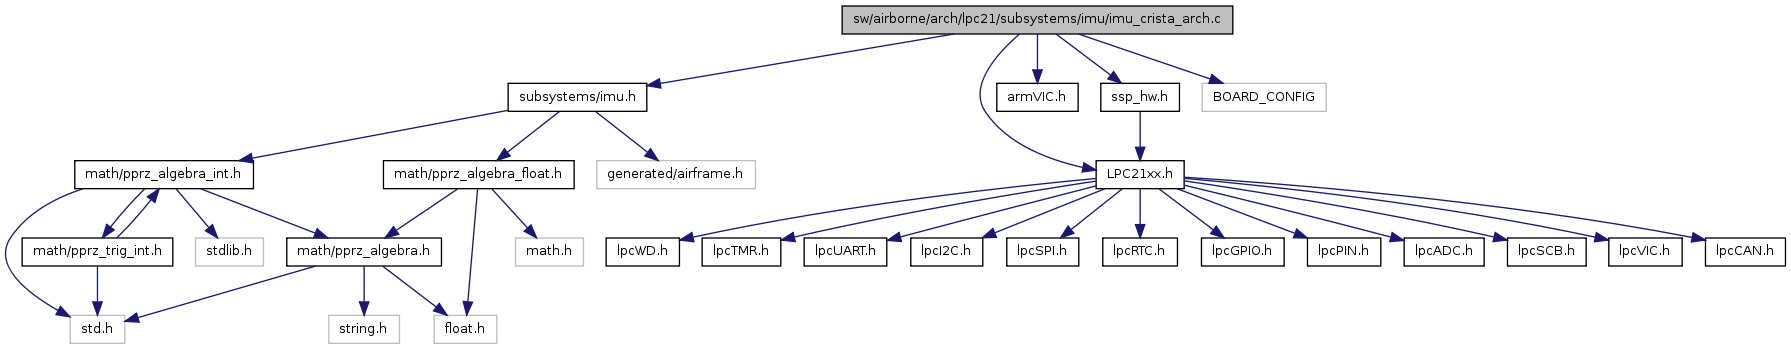 sw/airborne/arch/lpc21/subsystems/imu/imu_crista_arch.c
subsystems/imu.h
armVIC.h
ssp_hw.h
BOARD_CONFIG
math/pprz_algebra_int.h
math/pprz_algebra_float.h
generated/airframe.h
LPC21xx.h
math/pprz_trig_int.h
stdlib.h
math/pprz_algebra.h
math.h
lpcWD.h
lpcTMR.h
lpcUART.h
lpcI2C.h
lpcSPI.h
lpcRTC.h
lpcGPIO.h
lpcPIN.h
lpcADC.h
lpcSCB.h
lpcVIC.h
lpcCAN.h
std.h
string.h
float.h